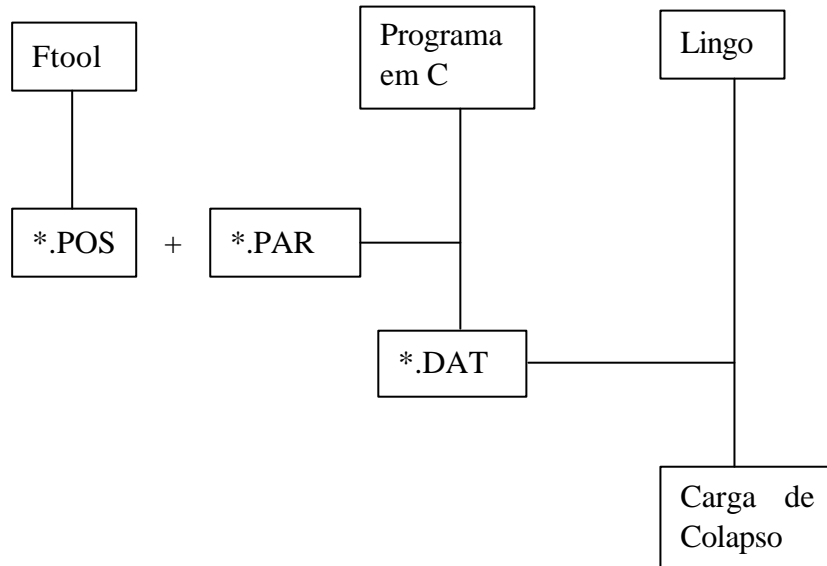 Ftool
Programa
em C
Lingo
*.POS
+
*.PAR
*.DAT
Carga de
Colapso